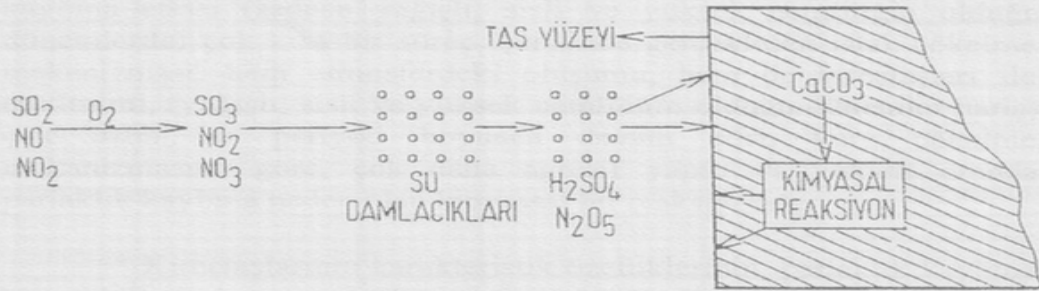 TAŞ YÜZEYİ
SO2
NO
NO2
O2
SO3
NO2
NO3
SU
DAMLACIKLARI
H2SO4
N2O5
CaCO3
KİMYASAL
REAKSİYON